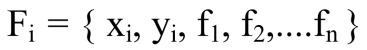 Fᵢ = { xᵢ, yᵢ, f₁, f₂,....fₙ }